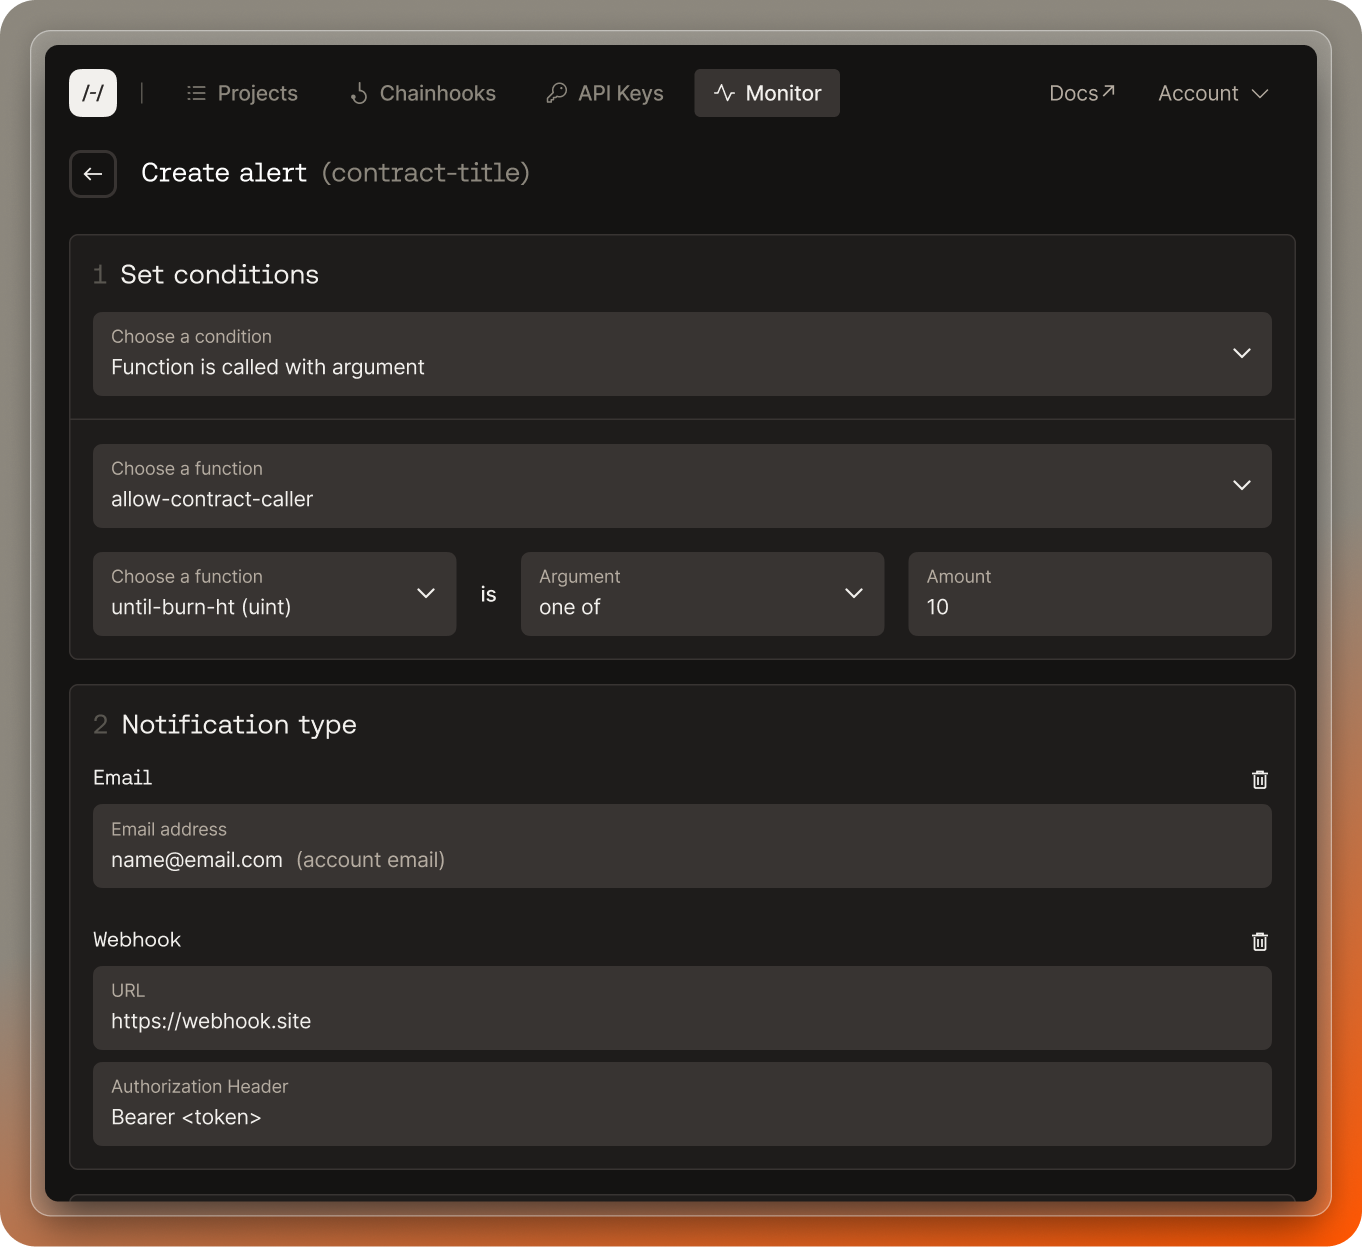 /-/
Projects
Chainhooks
API Keys
Monitor
Docs
Account
Create alert (contract-title)
1 Set conditions
Choose a condition
Function is called with argument
Choose a function
allow-contract-caller
Choose a function
until-burn-ht (uint)
is
Argument
one of
Amount
10
2 Notification type
Email
Email address
name@email.com (account email)
Webhook
URL
https://webhook.site
Authorization Header
Bearer <token>